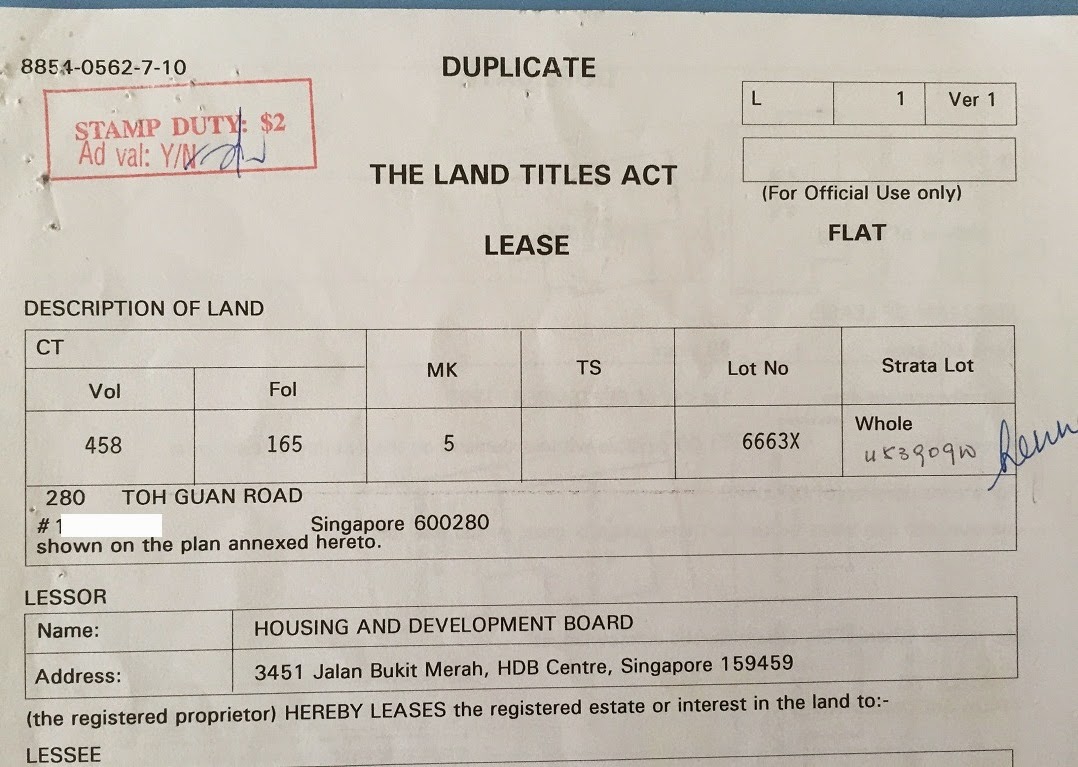 8854-0562-7-10
DUPLICATE
STAMP DUTY: $2
Ad val: Y/N
L 1 Ver 1
(For Official Use only)
THE LAND TITLES ACT
LEASE
FLAT
DESCRIPTION OF LAND
CT
Vol Fol MK TS Lot No Strata Lot
458 165 5 6663X Whole
U53909W
280 TOH GUAN ROAD
# 1 Singapore 600280
shown on the plan annexed hereto.
LESSOR
Name: HOUSING AND DEVELOPMENT BOARD
Address: 3451 Jalan Bukit Merah, HDB Centre, Singapore 159459
(the registered proprietor) HEREBY LEASES the registered estate or interest in the land to:-
LESSEE